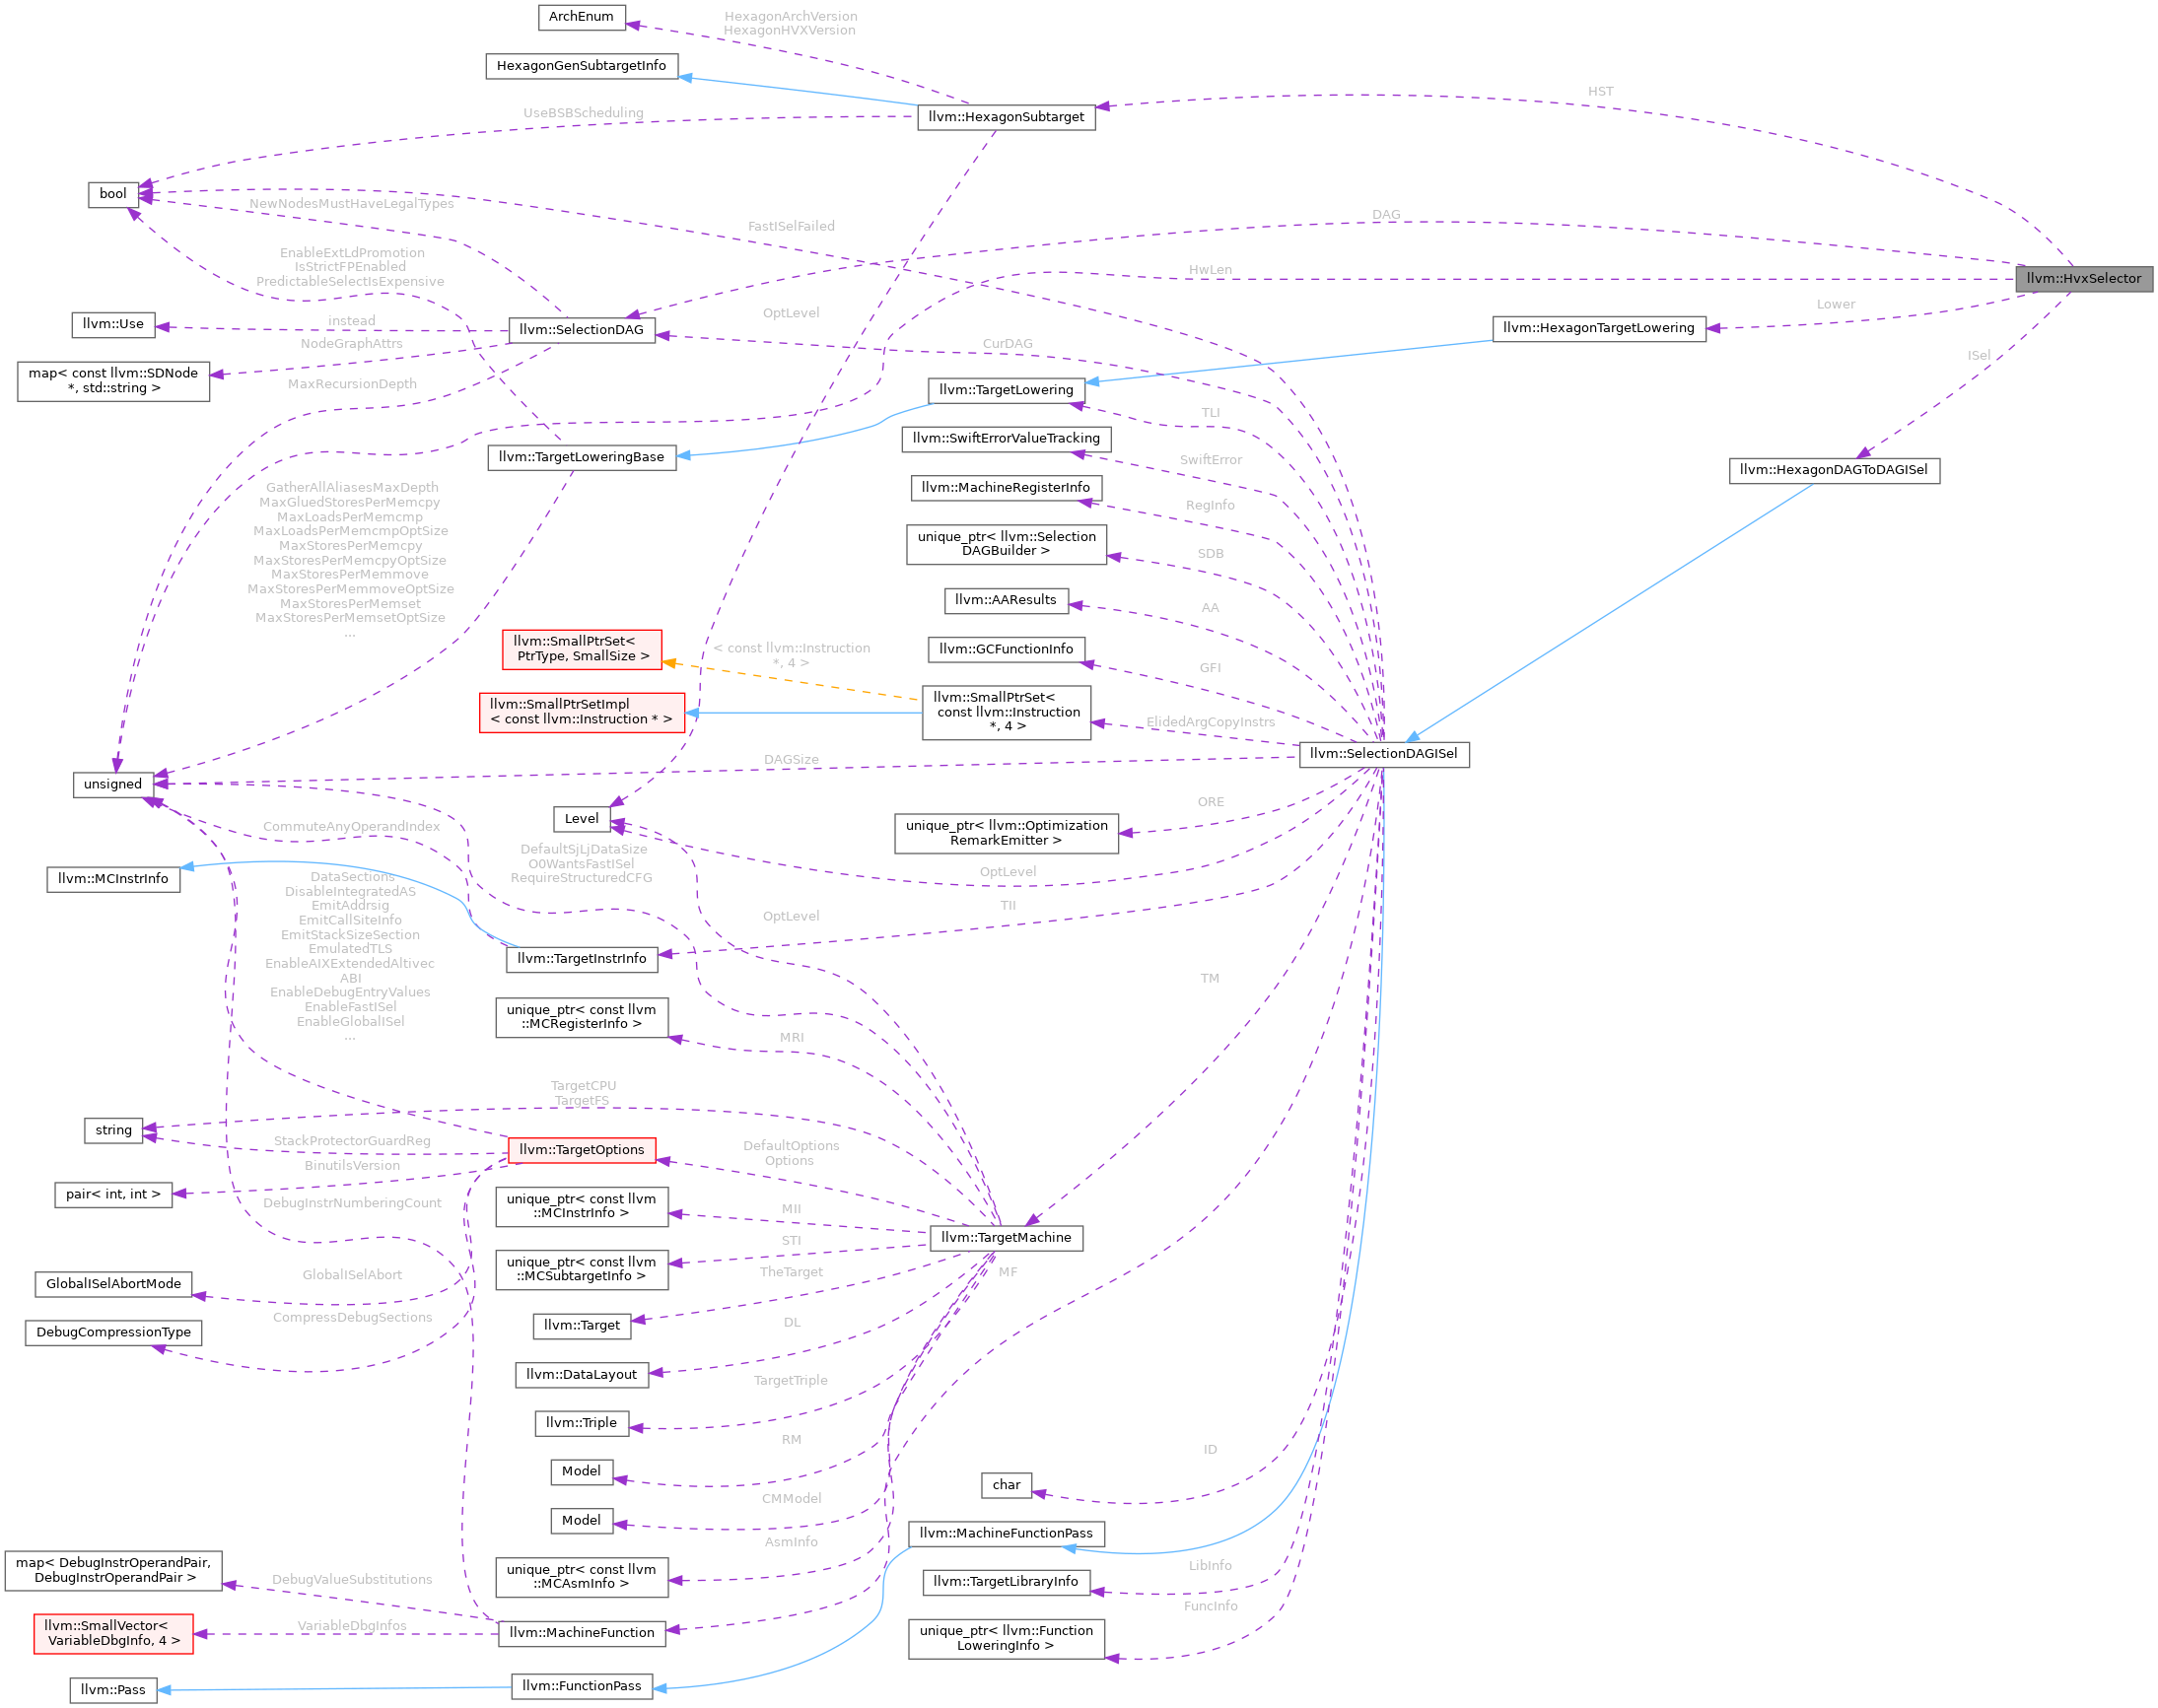 ArchEnum
HexagonArchVersion
HexagonHVXVersion
HexagonGenSubtargetInfo
HST
UseBSBScheduling
llvm::HexagonSubtarget
bool
NewNodesMustHaveLegalTypes
DAG
FastISelFailed
EnableExtLdPromotion
IsStrictFPEnabled
PredictableSelectIsExpensive
HwLen
llvm::HvxSelector
OptLevel
Lower
llvm::Use
instead
llvm::SelectionDAG
llvm::HexagonTargetLowering
NodeGraphAttrs
CurDAG
ISel
map< const llvm::SDNode
*, std::string >
MaxRecursionDepth
llvm::TargetLowering
TLI
llvm::SwiftErrorValueTracking
llvm::TargetLoweringBase
SwiftError
llvm::HexagonDAGToDAGISel
GatherAllAliasesMaxDepth
MaxGluedStoresPerMemcpy
MaxLoadsPerMemcmp
MaxLoadsPerMemcmpOptSize
MaxStoresPerMemcpy
MaxStoresPerMemcpyOptSize
MaxStoresPerMemmove
MaxStoresPerMemmoveOptSize
MaxStoresPerMemset
MaxStoresPerMemsetOptSize
...
llvm::MachineRegisterInfo
RegInfo
unique_ptr< llvm::Selection
DAGBuilder >
SDB
llvm::AAResults
AA
llvm::SmallPtrSet<
PtrType, SmallSize >
< const llvm::Instruction
*, 4 >
llvm::GCFunctionInfo
GFI
llvm::SmallPtrSetImpl
< const llvm::Instruction * >
llvm::SmallPtrSet<
const llvm::Instruction
*, 4 >
ElidedArgCopyInstrs
llvm::SelectionDAGISel
DAGSize
unsigned
ORE
Level
CommuteAnyOperandIndex
unique_ptr< llvm::Optimization
RemarkEmitter >
DefaultSjLjDataSize
O0WantsFastISel
RequireStructuredCFG
OptLevel
llvm::MCInstrInfo
DataSections
DisableIntegratedAS
EmitAddrsig
EmitCallSiteInfo
EmitStackSizeSection
EmulatedTLS
EnableAIXExtendedAltivec
ABI
EnableDebugEntryValues
EnableFastISel
EnableGlobalISel
...
TII
OptLevel
llvm::TargetInstrInfo
TM
unique_ptr< const llvm
::MCRegisterInfo >
MRI
TargetCPU
TargetFS
string
StackProtectorGuardReg
llvm::TargetOptions
DefaultOptions
Options
BinutilsVersion
pair< int, int >
DebugInstrNumberingCount
unique_ptr< const llvm
::MCInstrInfo >
MII
llvm::TargetMachine
STI
unique_ptr< const llvm
::MCSubtargetInfo >
TheTarget
MF
GlobalISelAbortMode
GlobalISelAbort
CompressDebugSections
DebugCompressionType
llvm::Target
DL
llvm::DataLayout
TargetTriple
llvm::Triple
RM
Model
ID
char
CMModel
Model
llvm::MachineFunctionPass
AsmInfo
unique_ptr< const llvm
::MCAsmInfo >
map< DebugInstrOperandPair,
DebugInstrOperandPair >
DebugValueSubstitutions
LibInfo
llvm::TargetLibraryInfo
FuncInfo
llvm::SmallVector<
VariableDbgInfo, 4 >
VariableDbgInfos
llvm::MachineFunction
unique_ptr< llvm::Function
LoweringInfo >
llvm::Pass
llvm::FunctionPass